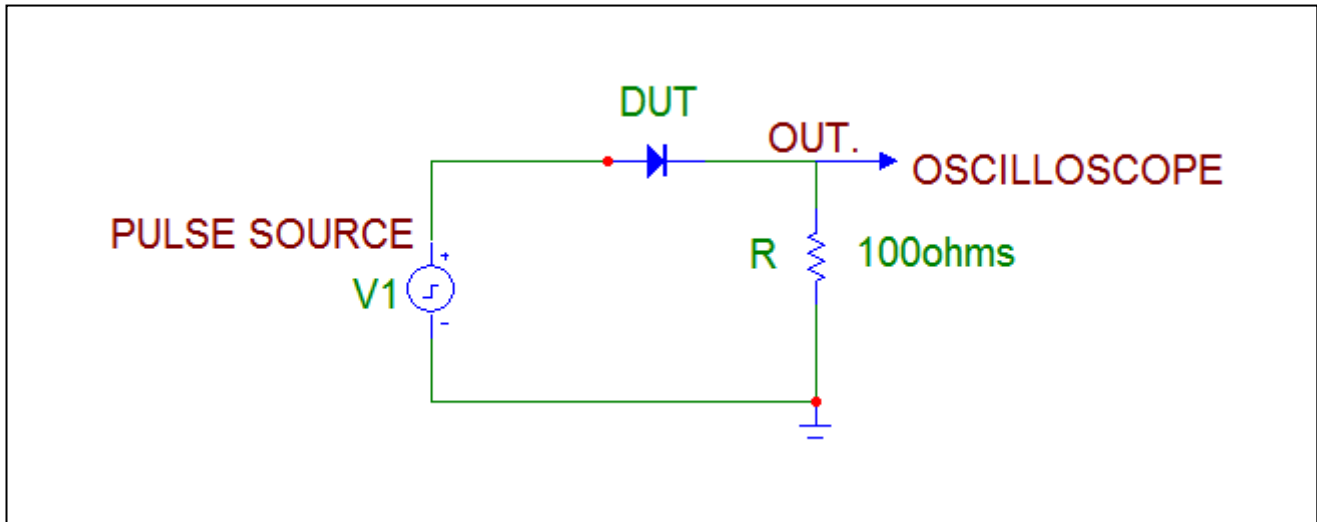 DUT
OUT.
OSCILLOSCOPE
PULSE SOURCE
R 100ohms
V1
+
-